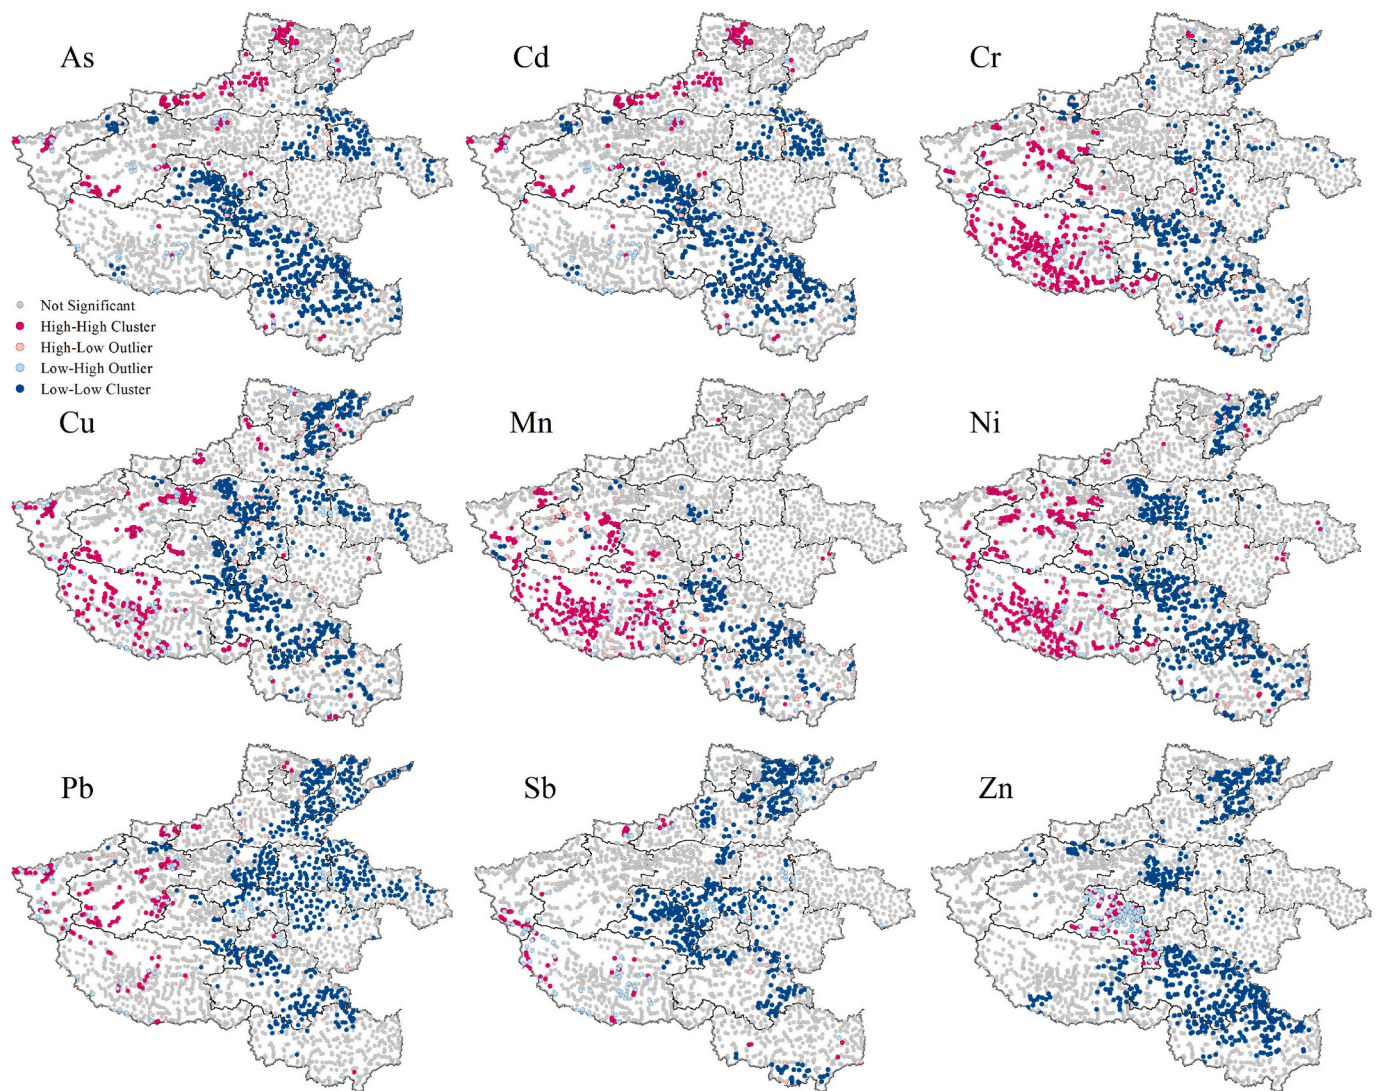 As
Cd
Cr
Not Significant
High-High Cluster
High-Low Outlier
Low-High Outlier
Low-Low Cluster
Cu
Mn
Ni
Pb
Sb
Zn